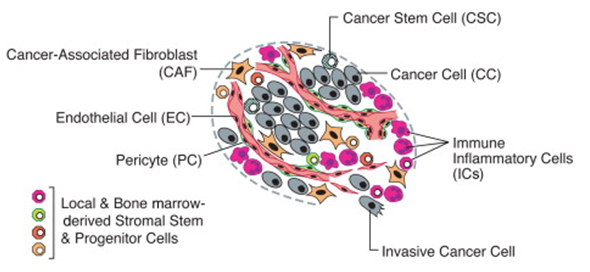 Cancer Stem Cell (CSC)
Cancer-Associated Fibroblast
(CAF)
Cancer Cell (CC)
Endothelial Cell (EC)
Immune
Inflammatory Cells
(ICs)
Pericyte (PC)
Local & Bone marrow-
derived Stromal Stem
& Progenitor Cells
Invasive Cancer Cell